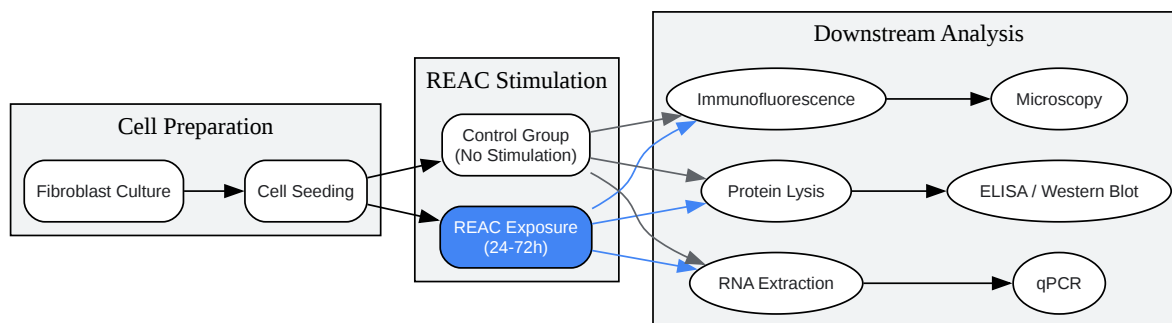 Cell Preparation
Fibroblast Culture
Cell Seeding
REAC Stimulation
Control Group
(No Stimulation)
REAC Exposure
(24-72h)
Downstream Analysis
Immunofluorescence
Microscopy
Protein Lysis
ELISA / Western Blot
RNA Extraction
qPCR